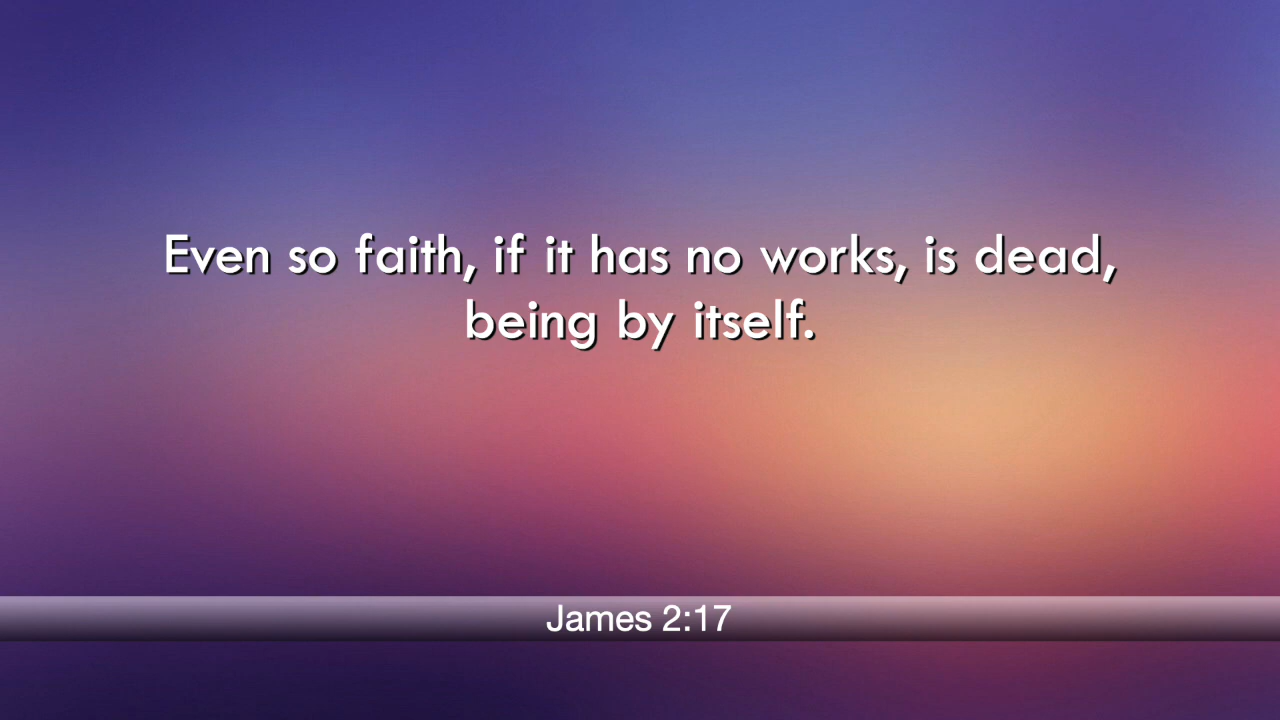 Even so faith, if it has no works, is dead,
being by itself.
James 2:17